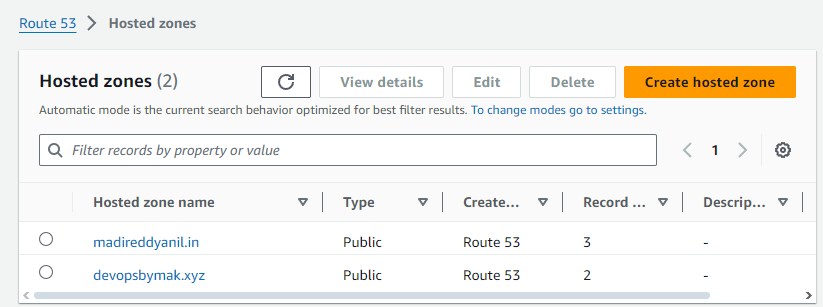 Route 53 > Hosted zones
Hosted zones (2) View details Edit Delete Create hosted zone
Automatic mode is the current search behavior optimized for best filter results. To change modes go to settings.
Filter records by property or value 1
Hosted zone name Type Create... Record ... Descrip...
madireddyanil.in Public Route 53 3 -
devopsbymak.xyz Public Route 53 2 -